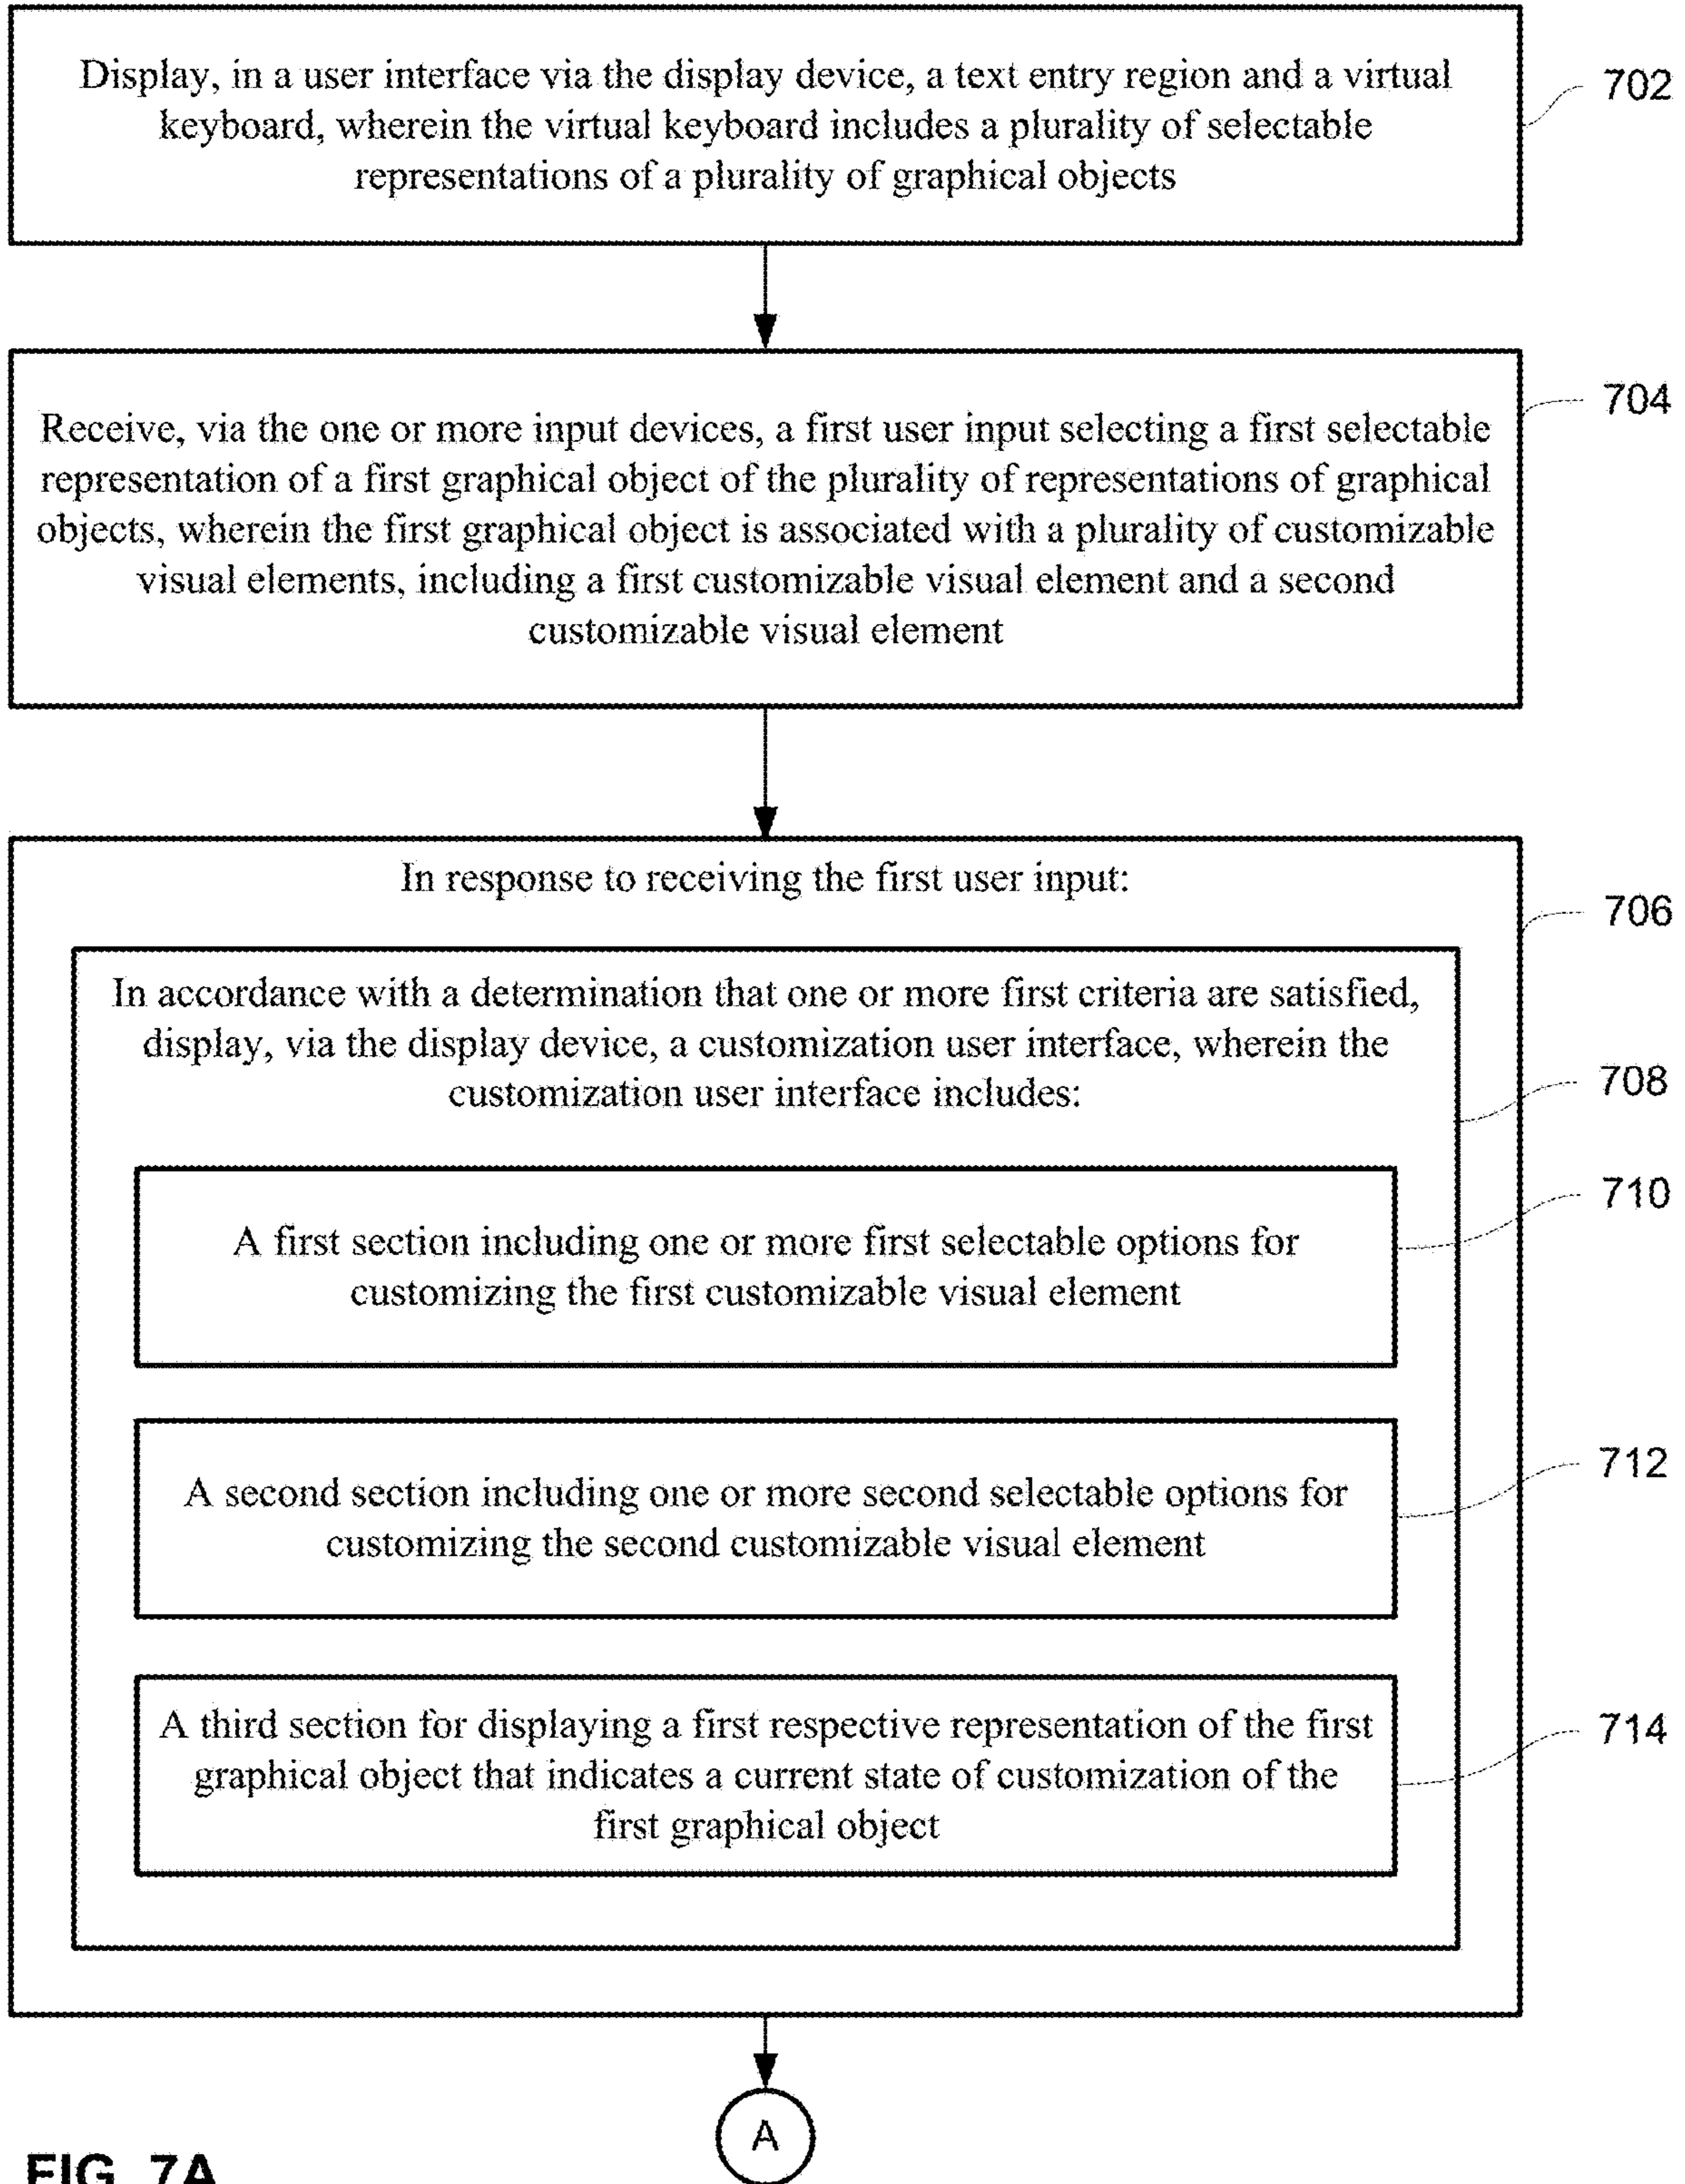 Display, in a user interface via the display device, a text entry region and a virtual
keyboard, wherein the virtual keyboard includes a plurality of selectable
representations of a plurality of graphical objects
702
Receive, via the one or more input devices, a first user input selecting a first selectable
representation of a first graphical object of the plurality of representations of graphical
objects, wherein the first graphical object is associated with a plurality of customizable
visual elements, including a first customizable visual element and a second
customizable visual element
704
In response to receiving the first user input:
706
In accordance with a determination that one or more first criteria are satisfied,
display, via the display device, a customization user interface, wherein the
customization user interface includes:
708
A first section including one or more first selectable options for
customizing the first customizable visual element
710
A second section including one or more second selectable options for
customizing the second customizable visual element
712
A third section for displaying a first respective representation of the first
graphical object that indicates a current state of customization of the
first graphical object
714
A
FIG. 7A